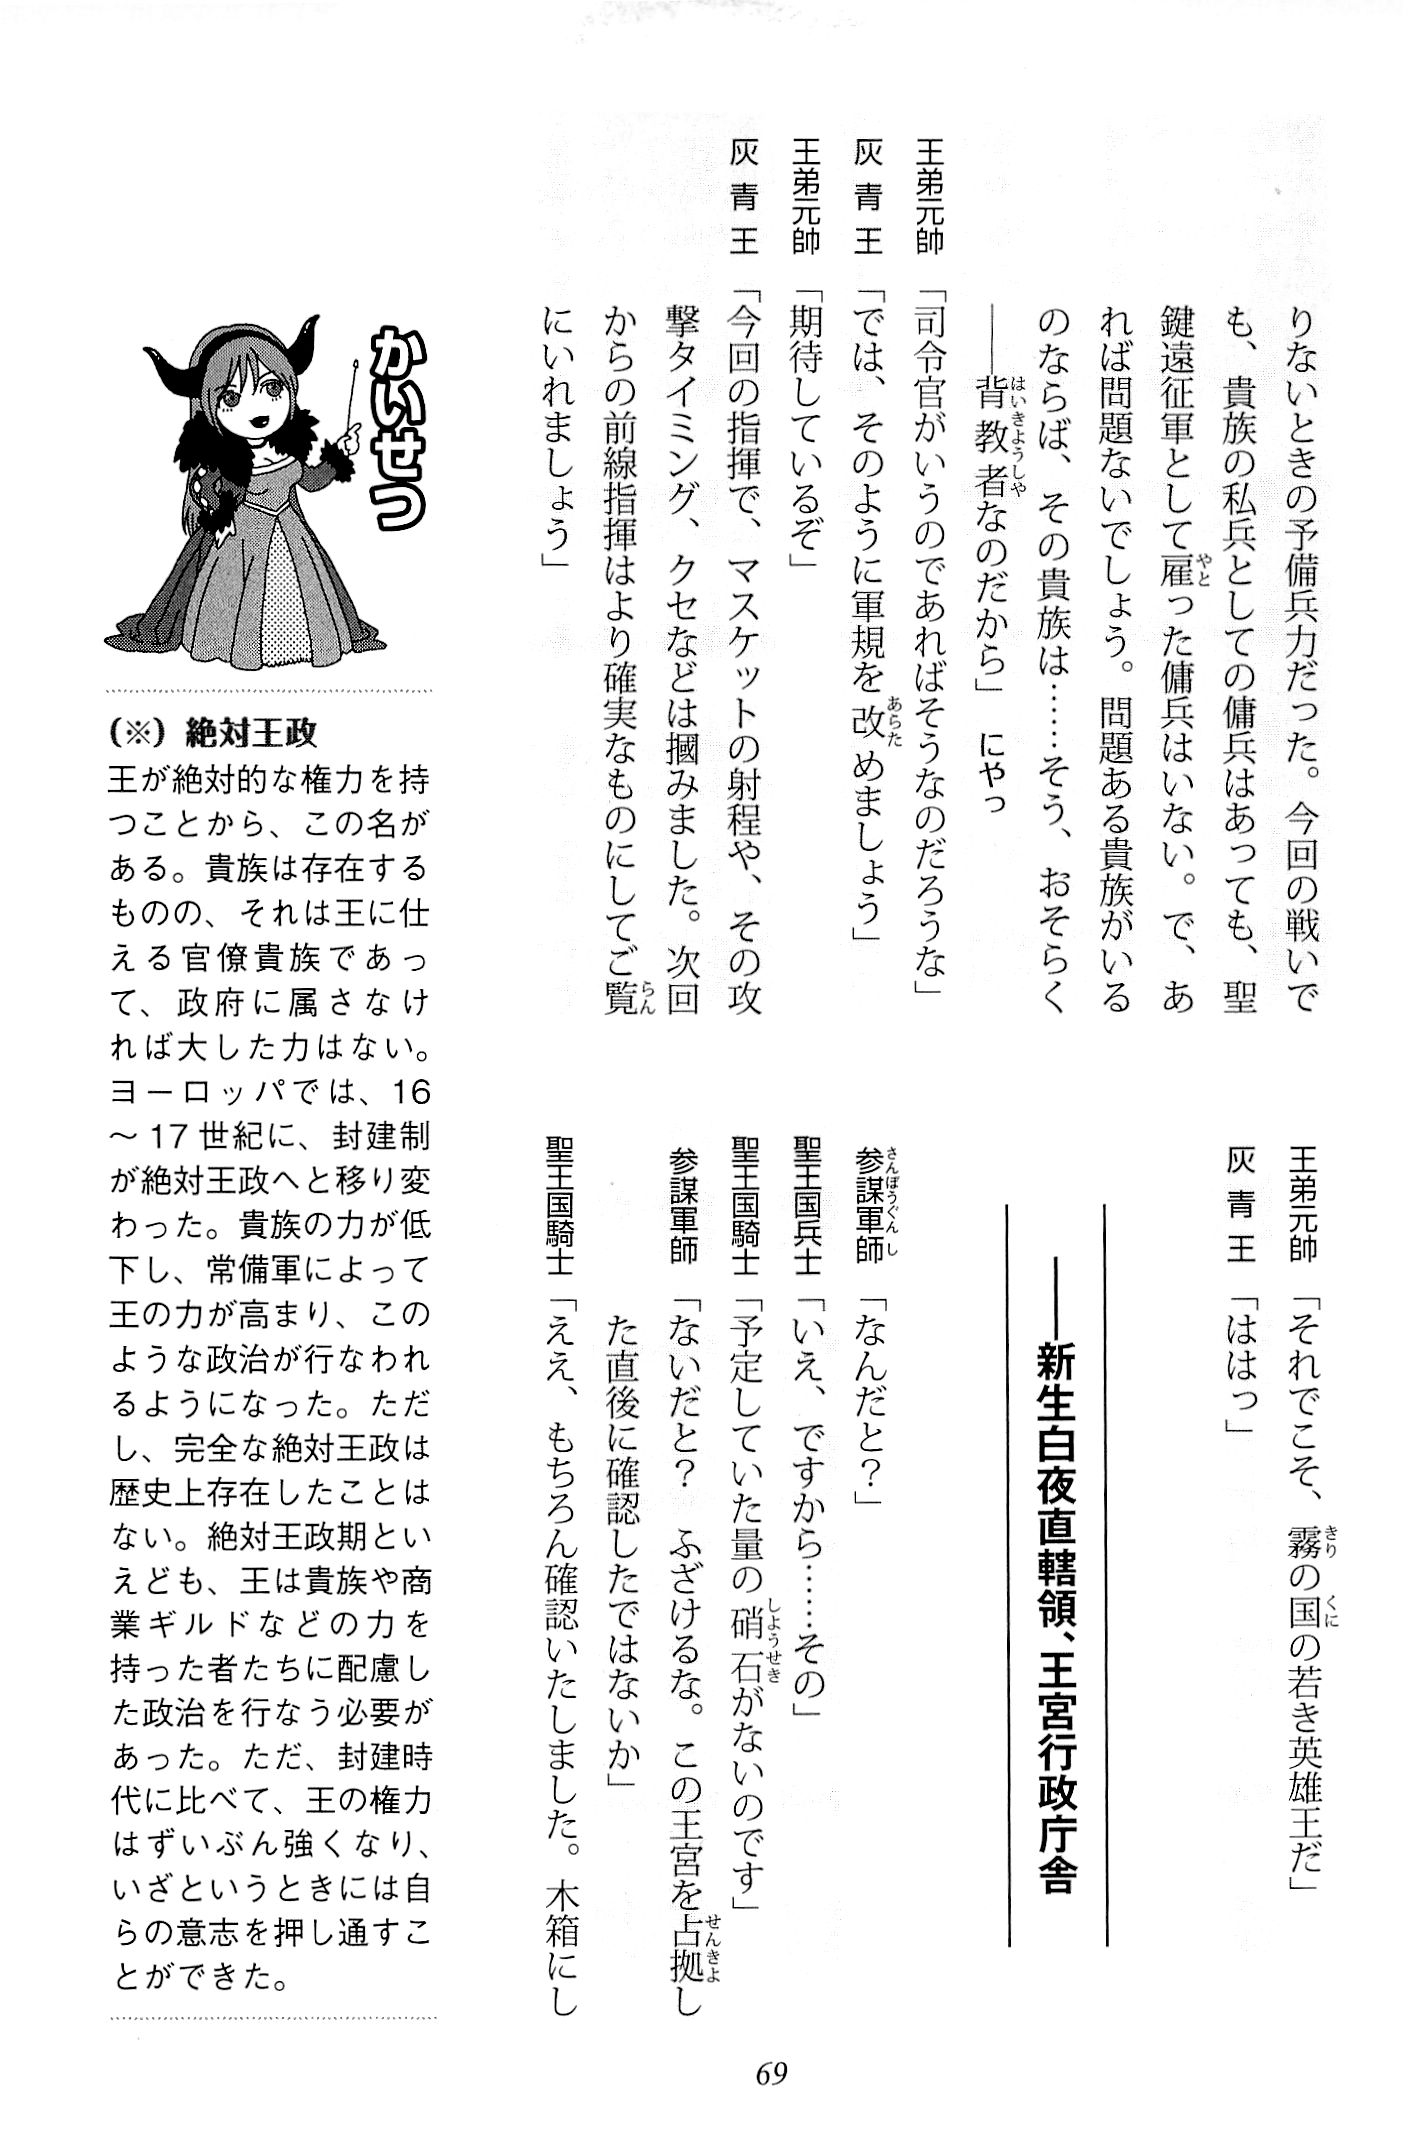 りないときの予備兵力だった。今回の戦いで
も、貴族の私兵としての傭兵はあっても、聖
鍵遠征軍として雇った傭兵はいない。で、あ
れば問題ないでしょう。問題ある貴族がいる
のならば、その貴族は……そう、おそらく
――背教者なのだから」　にやっ
王弟元帥「司令官がいうのであればそうなのだろうな」
灰青王「では、そのように軍規を改めましょう」
王弟元帥「期待しているぞ」
灰青王「今回の指揮で、マスケットの射程や、その攻
撃タイミング、クセなどは摑みました。次回
からの前線指揮はより確実なものにしてご覧
にいれましょう」
王弟元帥「それでこそ、霧の国の若き英雄王だ」
灰青王「ははっ」
――新生白夜直轄領、王宮行政庁舎
参謀軍師「なんだと？」
聖王国兵士「いえ、ですから……その」
聖王国騎士「予定していた量の硝石がないのです」
参謀軍師「ないだと？　ふざけるな。この王宮を占拠し
た直後に確認したではないか」
聖王国騎士「ええ、もちろん確認いたしました。木箱にし
かいせつ
（※）絶対王政
王が絶対的な権力を持
つことから、この名が
ある。貴族は存在する
ものの、それは王に仕
える官僚貴族であっ
て、政府に属さなけ
れば大した力はない。
ヨーロッパでは、16
～17世紀に、封建制
が絶対王政へと移り変
わった。貴族の力が低
下し、常備軍によって
王の力が高まり、この
ような政治が行なわれ
るようになった。ただ
し、完全な絶対王政は
歴史上存在したことは
ない。絶対王政期とい
えども、王は貴族や商
業ギルドなどの力を
持った者たちに配慮し
た政治を行なう必要が
あった。ただ、封建時
代に比べて、王の権力
はずいぶん強くなり、
いざというときには自
らの意志を押し通すこ
とができた。
69